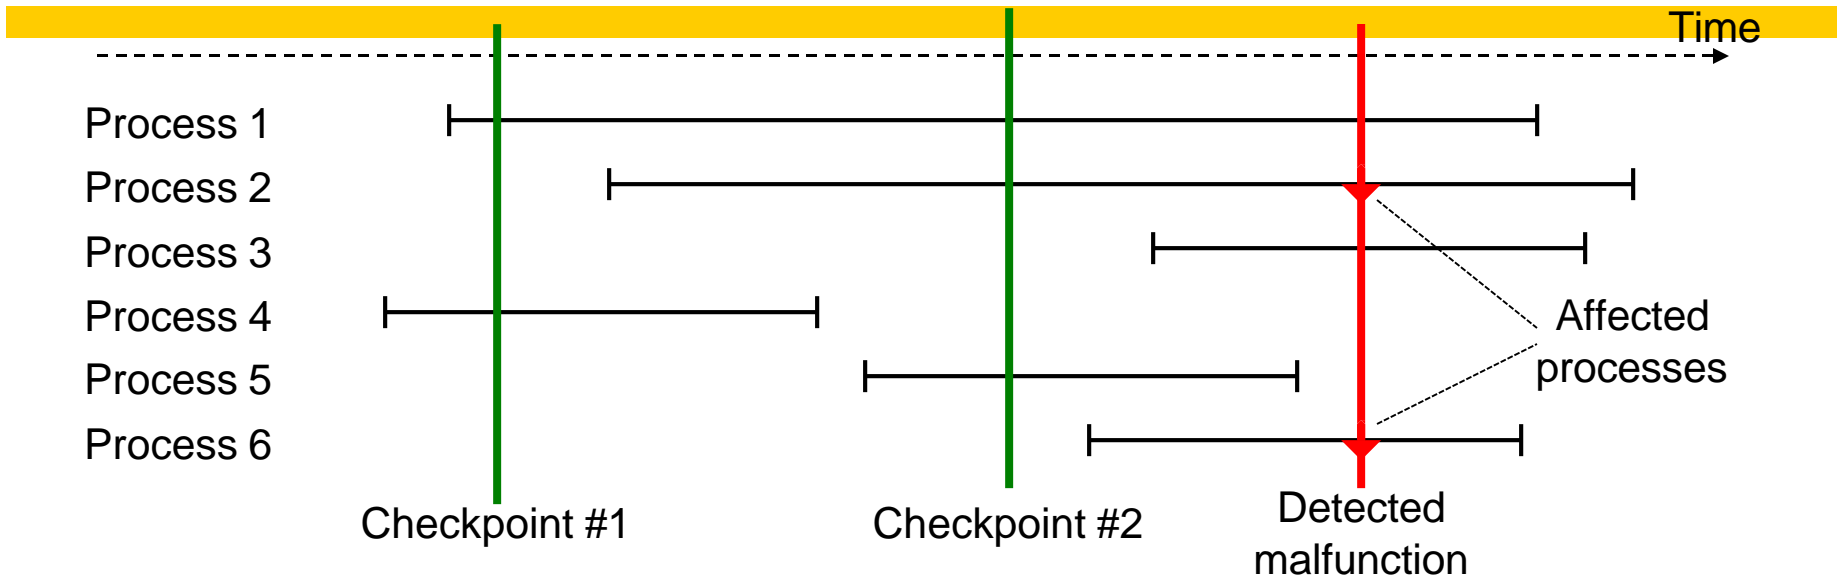 Time
Process 1
Process 2
Process 3
Process 4
Process 5
Process 6
Affected
processes
Checkpoint #1
Checkpoint #2
Detected
malfunction